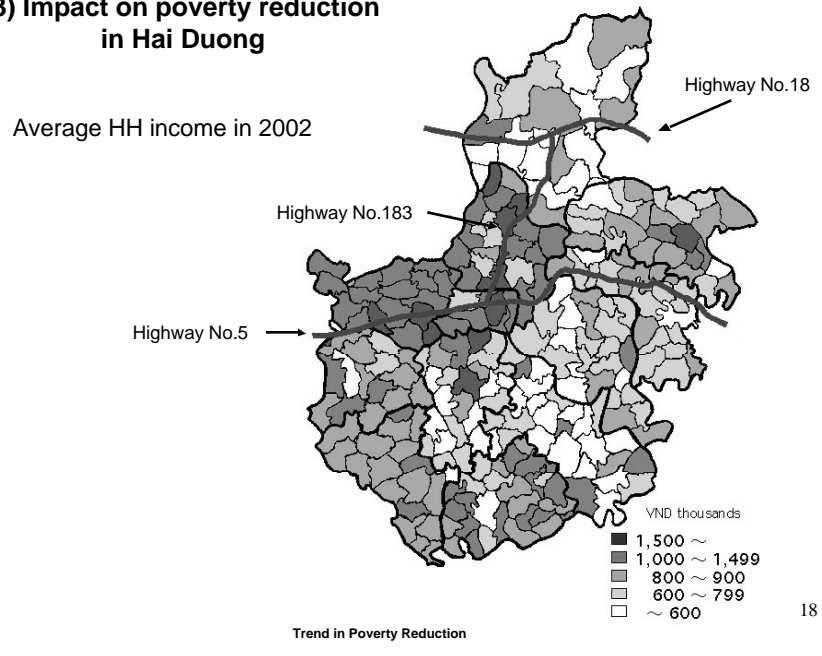 3) Impact on poverty reduction
in Hai Duong
Highway No.18
Average HH income in 2002
Highway No.183
Highway No.5
VND thousands
1,500 ~
1,000 ~ 1,499
800 ~ 900
600 ~ 799
~ 600
18
Trend in Poverty Reduction